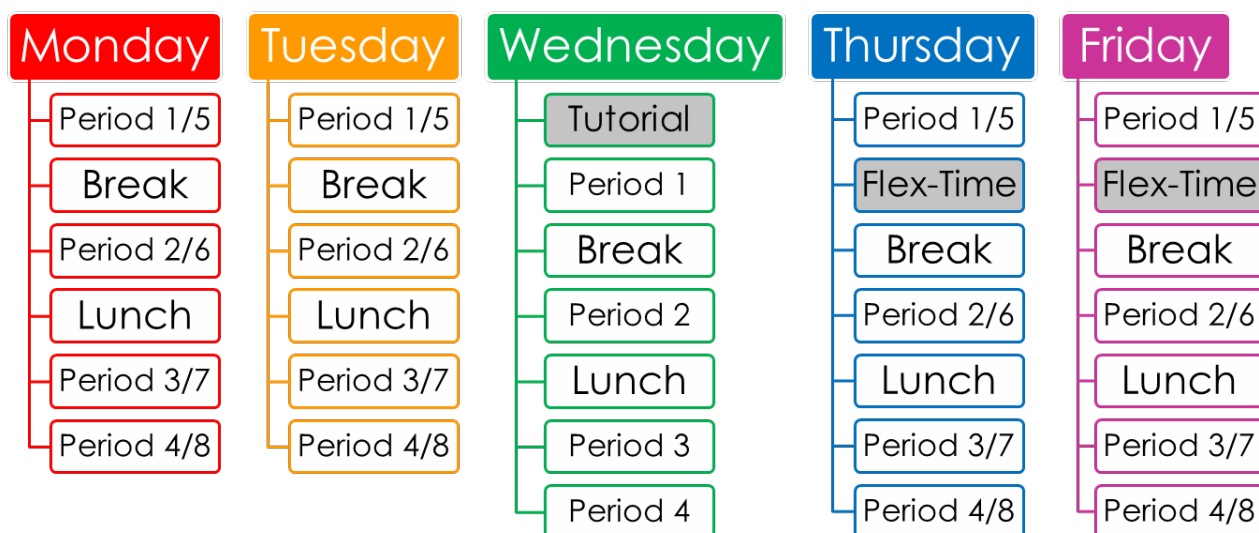 Monday
Period 1/5
Break
Period 2/6
Lunch
Period 3/7
Period 4/8
Tuesday
Period 1/5
Break
Period 2/6
Lunch
Period 3/7
Period 4/8
Wednesday
Tutorial
Period 1
Break
Period 2
Lunch
Period 3
Period 4
Thursday
Period 1/5
Flex-Time
Break
Period 2/6
Lunch
Period 3/7
Period 4/8
Friday
Period 1/5
Flex-Time
Break
Period 2/6
Lunch
Period 3/7
Period 4/8